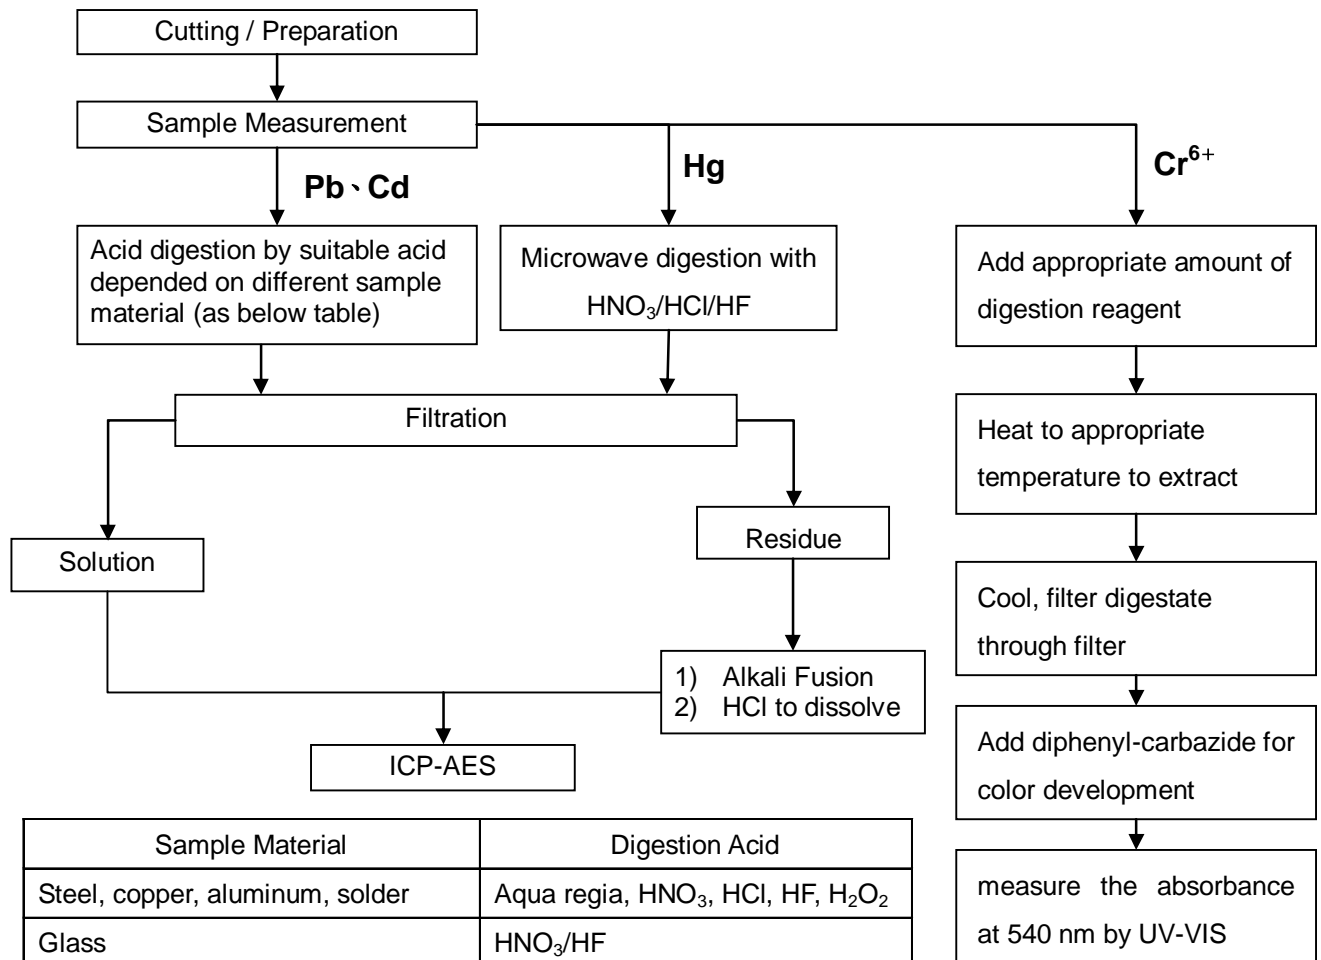 Cutting / Preparation
Sample Measurement
Pb、Cd
Hg
Cr⁶⁺
Acid digestion by suitable acid
depended on different sample
material (as below table)
Microwave digestion with
HNO₃/HCl/HF
Add appropriate amount of
digestion reagent
Filtration
Heat to appropriate
temperature to extract
Solution
Residue
Cool, filter digestate
through filter
1) Alkali Fusion
2) HCl to dissolve
ICP-AES
Add diphenyl-carbazide for
color development
measure the absorbance
at 540 nm by UV-VIS
Sample Material Digestion Acid
Steel, copper, aluminum, solder Aqua regia, HNO₃, HCl, HF, H₂O₂
Glass HNO₃/HF